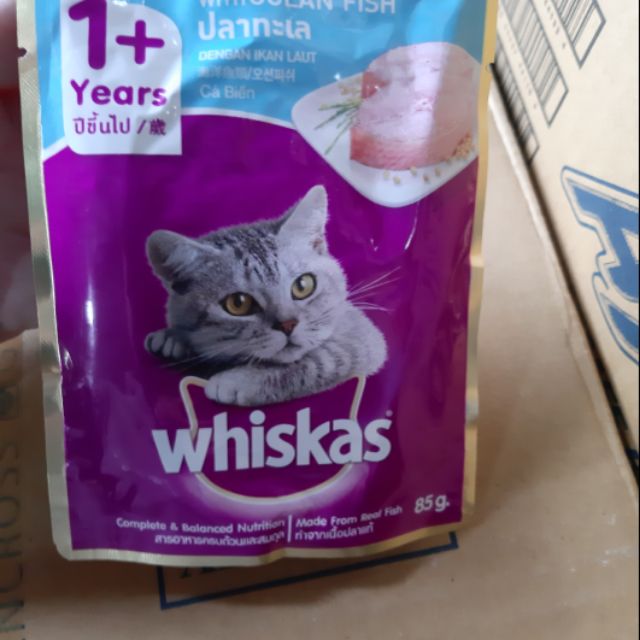 WITH OCEAN FISH
ปลาทะเล
DENGAN IKAN LAUT
Cá Biển
1+
Years
ปีขึ้นไป / 歲
whiskas
85g.
Complete & Balanced Nutrition
สารอาหารครบถ้วนและสมดุล
Made From Real Fish
ทำจากเนื้อปลาแท้